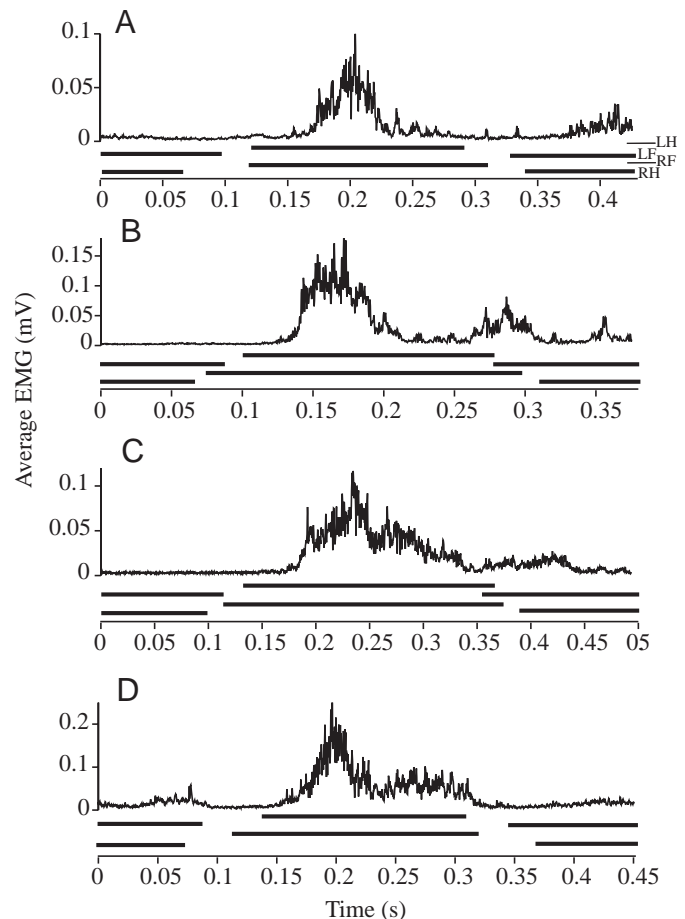 A
0.1
0.05
0
LH
LF
RF
RH
0 0.05 0.1 0.15 0.2 0.25 0.3 0.35 0.4
B
0.15
0.1
0.05
0
0 0.05 0.1 0.15 0.2 0.25 0.3 0.35
Average EMG (mV)
C
0.1
0.05
0
0 0.05 0.1 0.15 0.2 0.25 0.3 0.35 0.4 0.45 05
D
0.2
0.1
0
0 0.05 0.1 0.15 0.2 0.25 0.3 0.35 0.4 0.45
Time (s)